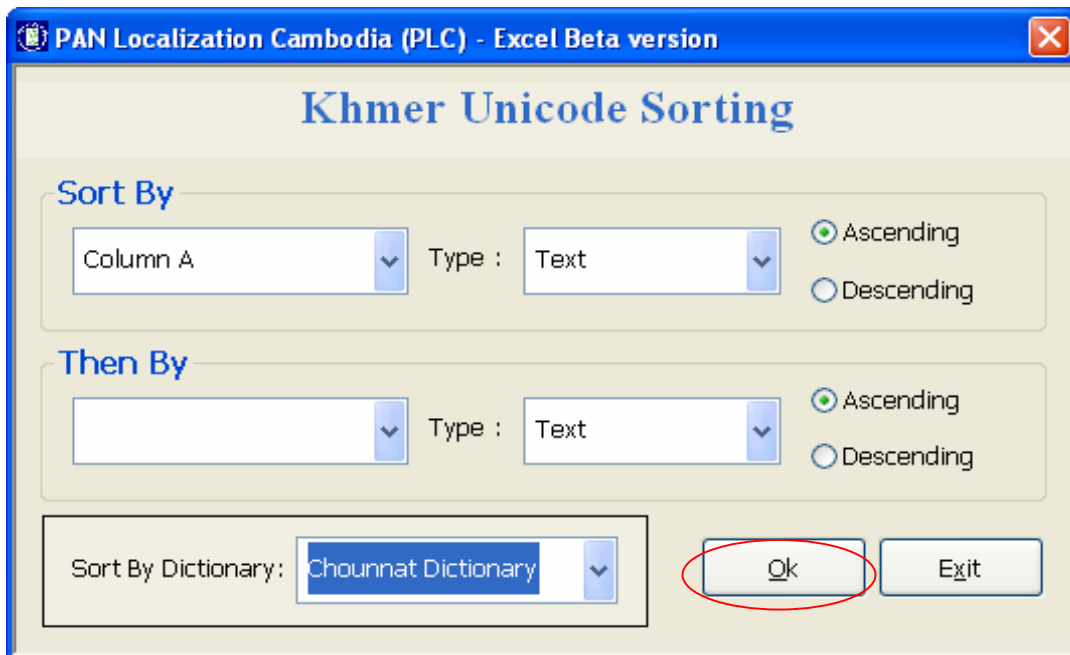 PAN Localization Cambodia (PLC) - Excel Beta version
Khmer Unicode Sorting
Sort By
Column A Type : Text Ascending
Descending
Then By
Type : Text Ascending
Descending
Sort By Dictionary: Chounnat Dictionary Ok Exit